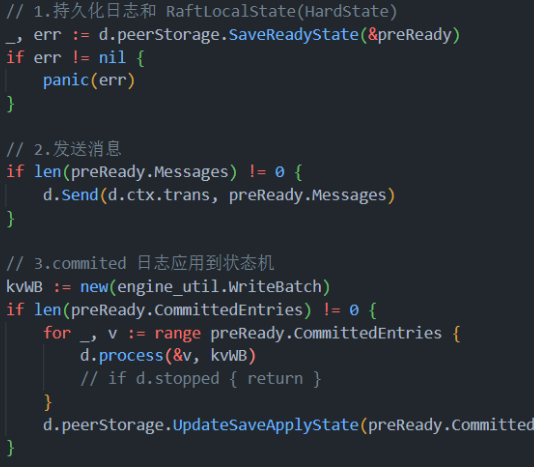 // 1.持久化日志和 RaftLocalState(HardState)
_, err := d.peerStorage.SaveReadyState(&preReady)
if err != nil {
panic(err)
}
// 2.发送消息
if len(preReady.Messages) != 0 {
d.Send(d.ctx.trans, preReady.Messages)
}
// 3.commited 日志应用到状态机
kvWB := new(engine_util.WriteBatch)
if len(preReady.CommittedEntries) != 0 {
for _, v := range preReady.CommittedEntries {
d.process(&v, kvWB)
// if d.stopped { return }
}
d.peerStorage.UpdateSaveApplyState(preReady.Committed
}